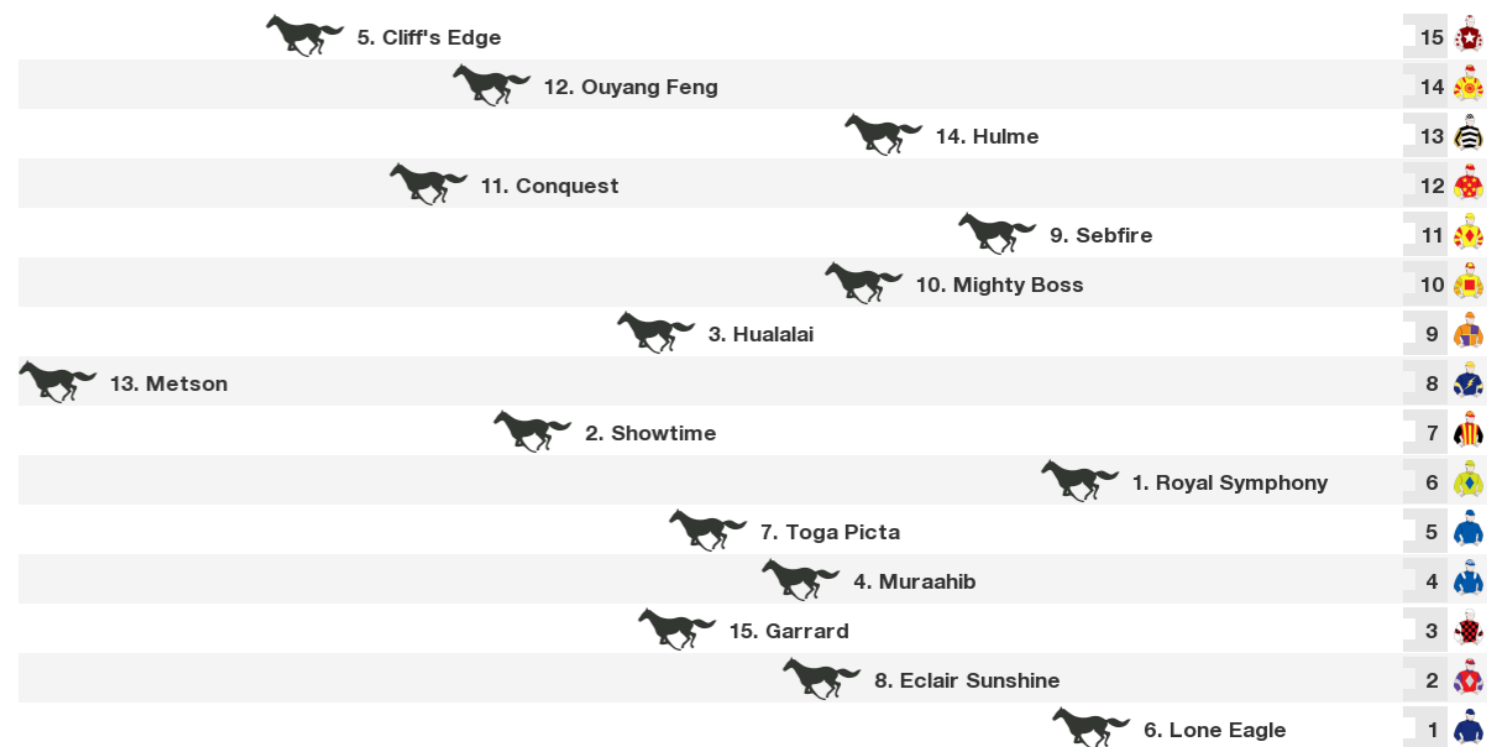 5. Cliff's Edge 15
12. Ouyang Feng 14
14. Hulme 13
11. Conquest 12
9. Sebfire 11
10. Mighty Boss 10
3. Hualalai 9
13. Metson 8
2. Showtime 7
1. Royal Symphony 6
7. Toga Picta 5
4. Muraahib 4
15. Garrard 3
8. Eclair Sunshine 2
6. Lone Eagle 1